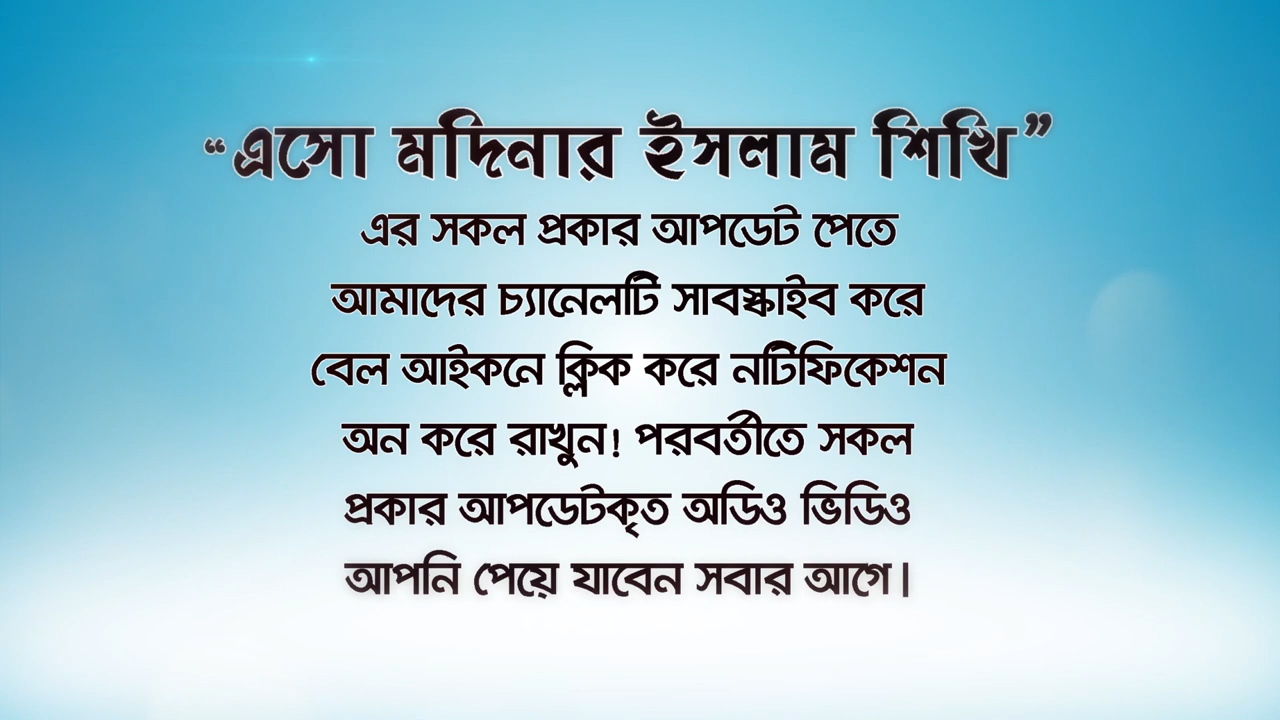 “এসো মদিনার ইসলাম শিখি”
এর সকল প্রকার আপডেট পেতে
আমাদের চ্যানেলটি সাবস্কাইব করে
বেল আইকনে ক্লিক করে নটিফিকেশন
অন করে রাখুন! পরবর্তীতে সকল
প্রকার আপডেটকৃত অডিও ভিডিও
আপনি পেয়ে যাবেন সবার আগে।